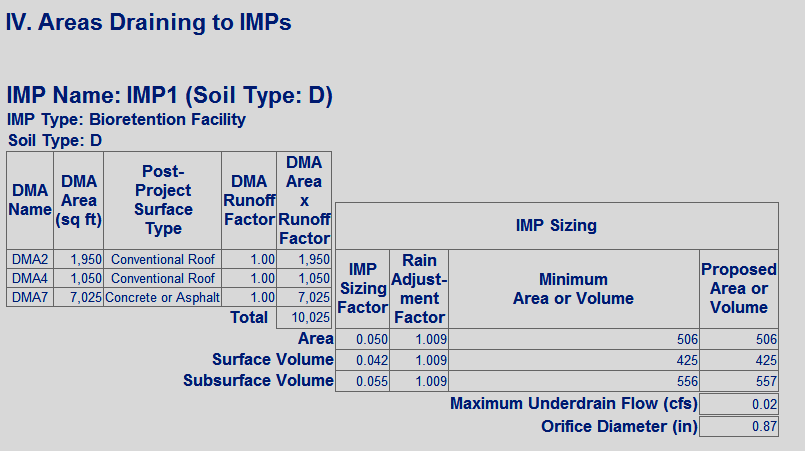 IV. Areas Draining to IMPs
IMP Name: IMP1 (Soil Type: D)
IMP Type: Bioretention Facility
Soil Type: D
DMA Name DMA Area (sq ft) Post-Project Surface Type DMA Runoff Factor DMA Area x Runoff Factor
DMA2 1,950 Conventional Roof 1.00 1,950
DMA4 1,050 Conventional Roof 1.00 1,050
DMA7 7,025 Concrete or Asphalt 1.00 7,025
Total 10,025
IMP Sizing
IMP Sizing Factor Rain Adjust-ment Factor Minimum Area or Volume Proposed Area or Volume
Area 0.050 1.009 506 506
Surface Volume 0.042 1.009 425 425
Subsurface Volume 0.055 1.009 556 557
Maximum Underdrain Flow (cfs) 0.02
Orifice Diameter (in) 0.87